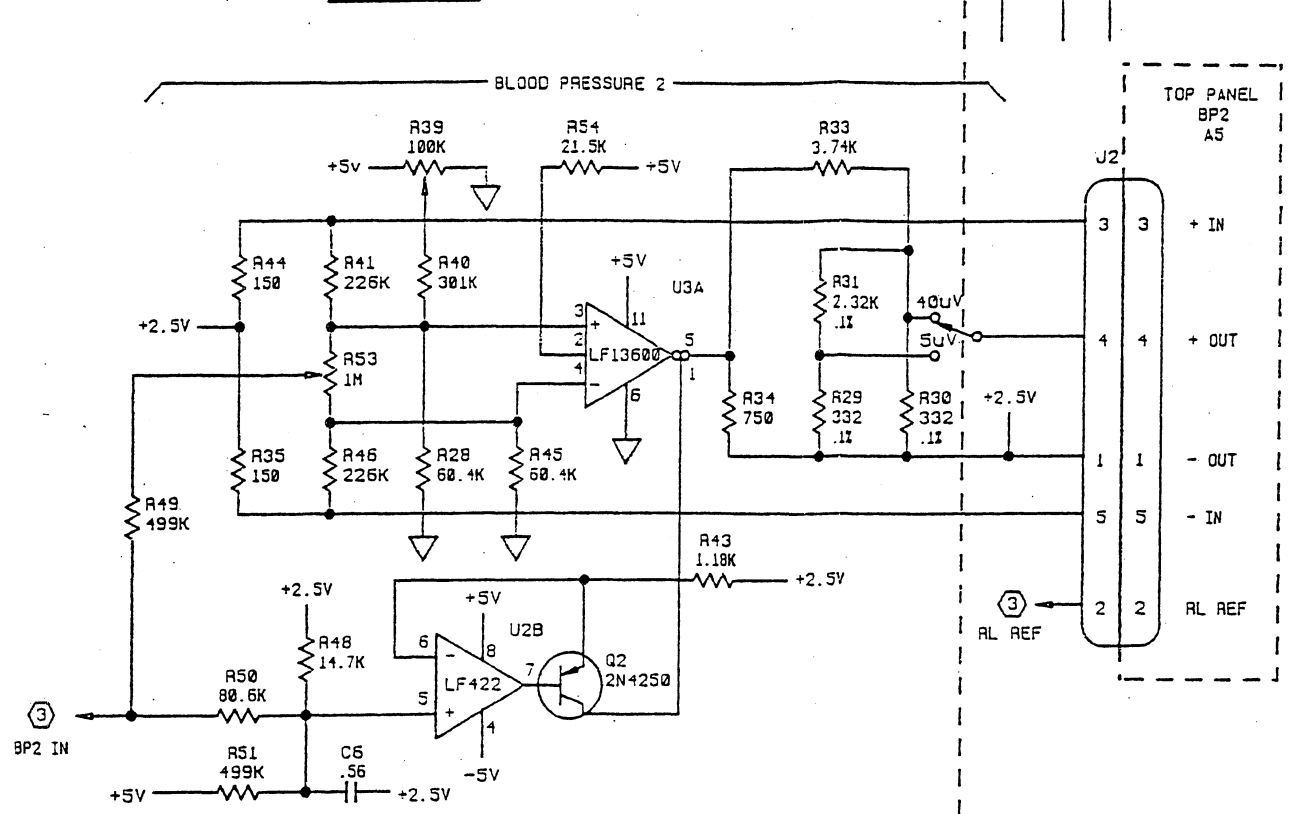 BLOOD PRESSURE 2
TOP PANEL
BP2
A5
J2
R39
100K
+5v
R54
21.5K
+5V
R33
3.74K
3 3 + IN
R44
150
R41
226K
R40
301K
+5V
U3A
11
R31
2.32K
.1%
40uV
5uV
+2.5V
3
+
2
LF13600
4
-
5
1
6
4 4 + OUT
R53
1M
R34
750
R29
332
.1%
R30
332
.1%
+2.5V
R35
150
R46
226K
R28
60.4K
R45
60.4K
1 1 - OUT
R49
499K
5 5 - IN
R43
1.18K
+2.5V
+2.5V
+5V
U2B
3
RL REF
2 2 RL REF
R48
14.7K
6
-
8
LF422
7
5
+
4
-5V
Q2
2N4250
R50
80.6K
3
BP2 IN
R51
499K
+5V
C6
.56
+2.5V